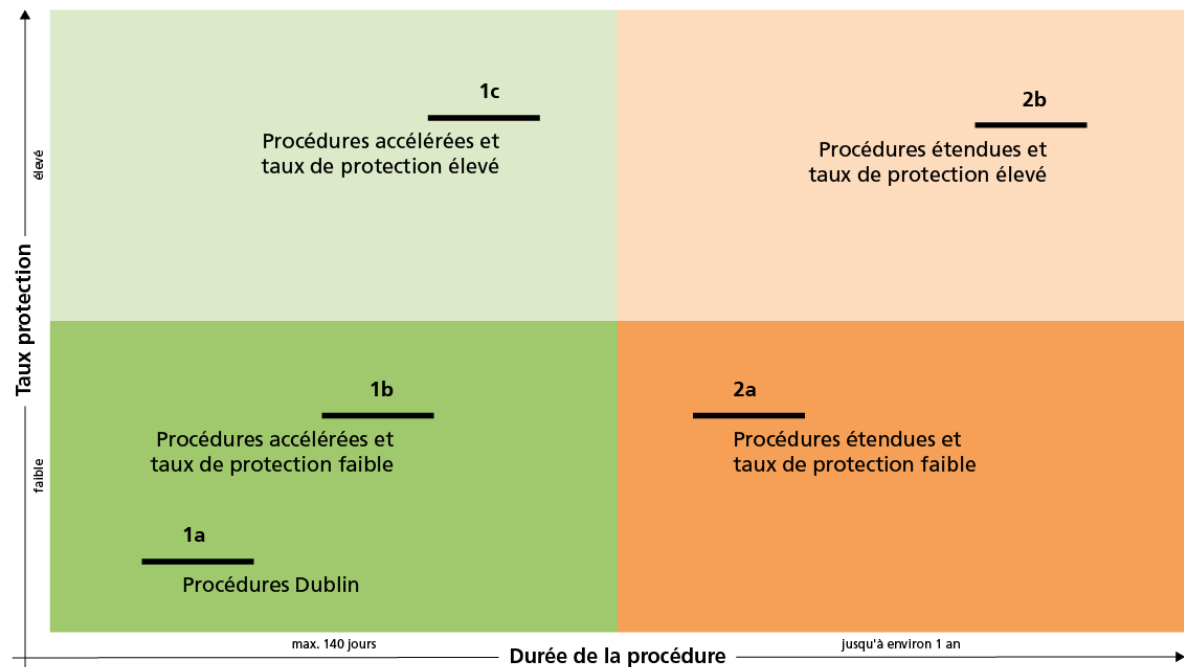 1c
Procédures accélérées et
taux de protection élevé
2b
Procédures étendues et
taux de protection élevé
élevé
Taux protection
1b
Procédures accélérées et
taux de protection faible
2a
Procédures étendues et
taux de protection faible
faible
1a
Procédures Dublin
max. 140 jours
jusqu'à environ 1 an
Durée de la procédure